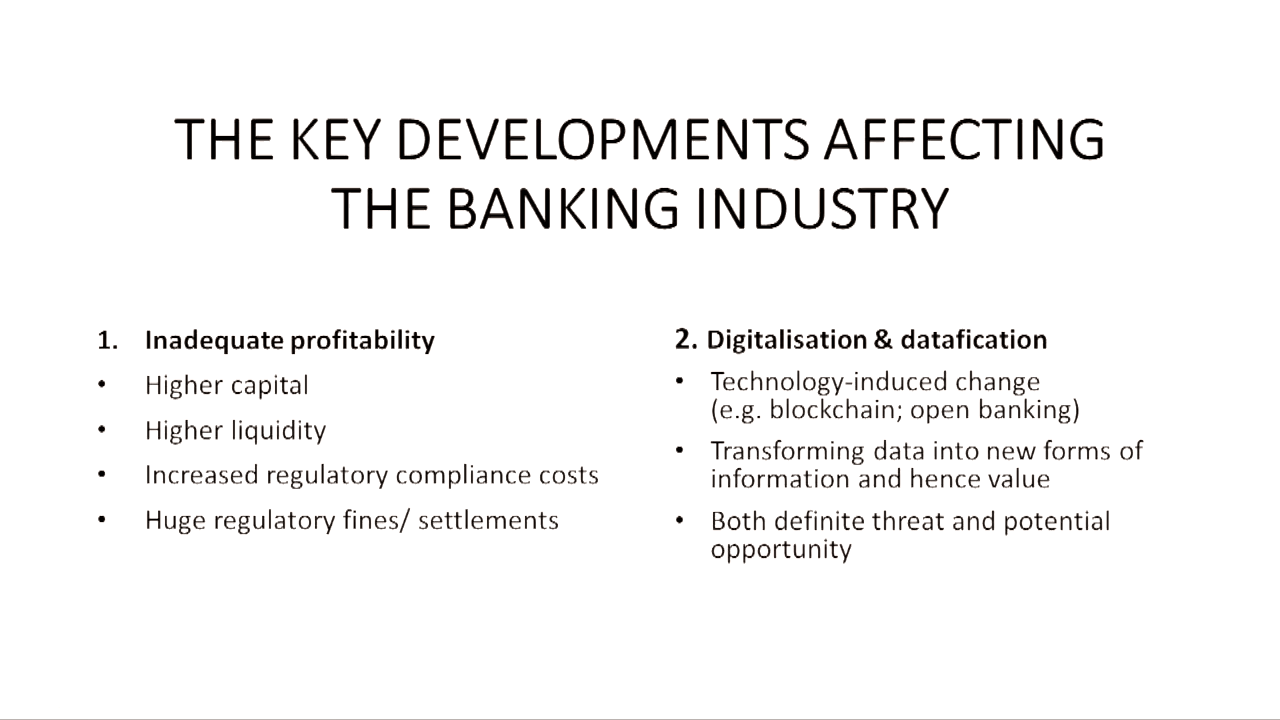 THE KEY DEVELOPMENTS AFFECTING
THE BANKING INDUSTRY
1. Inadequate profitability
• Higher capital
• Higher liquidity
• Increased regulatory compliance costs
• Huge regulatory fines/ settlements
2. Digitalisation & datafication
• Technology-induced change
(e.g. blockchain; open banking)
• Transforming data into new forms of
information and hence value
• Both definite threat and potential
opportunity